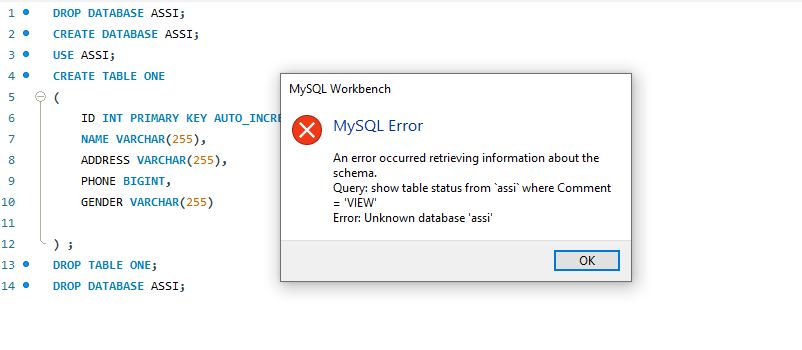 1 DROP DATABASE ASSI;
2 CREATE DATABASE ASSI;
3 USE ASSI;
4 CREATE TABLE ONE
5 (
6 ID INT PRIMARY KEY AUTO_INCRE
7 NAME VARCHAR(255),
8 ADDRESS VARCHAR(255),
9 PHONE BIGINT,
10 GENDER VARCHAR(255)
11
12 ) ;
13 DROP TABLE ONE;
14 DROP DATABASE ASSI;
MySQL Workbench
MySQL Error
An error occurred retrieving information about the
schema.
Query: show table status from `assi` where Comment
= 'VIEW'
Error: Unknown database 'assi'
OK